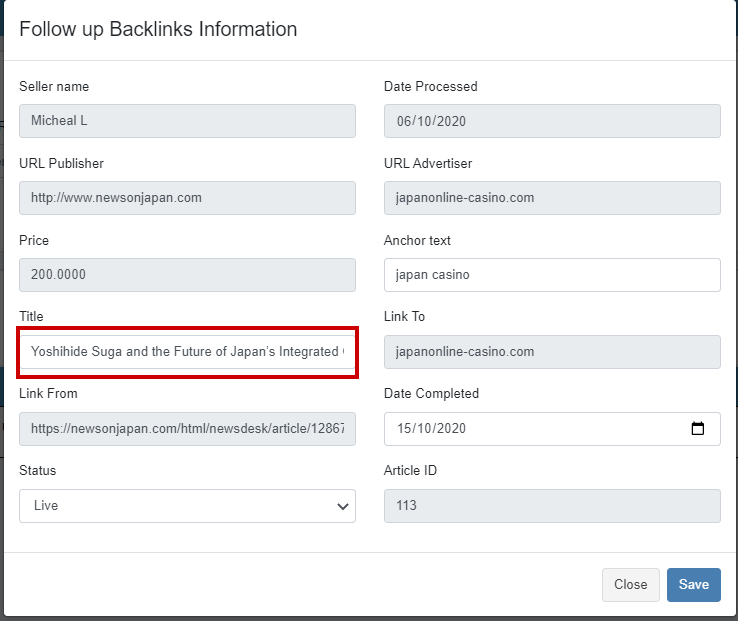 Follow up Backlinks Information
Seller name
Micheal L
Date Processed
06/10/2020
URL Publisher
http://www.newsonjapan.com
URL Advertiser
japanonline-casino.com
Price
200.0000
Anchor text
japan casino
Title
Yoshihide Suga and the Future of Japan's Integrated
Link To
japanonline-casino.com
Link From
https://newsonjapan.com/html/newsdesk/article/12867
Date Completed
15/10/2020
Status
Live
Article ID
113
Close
Save